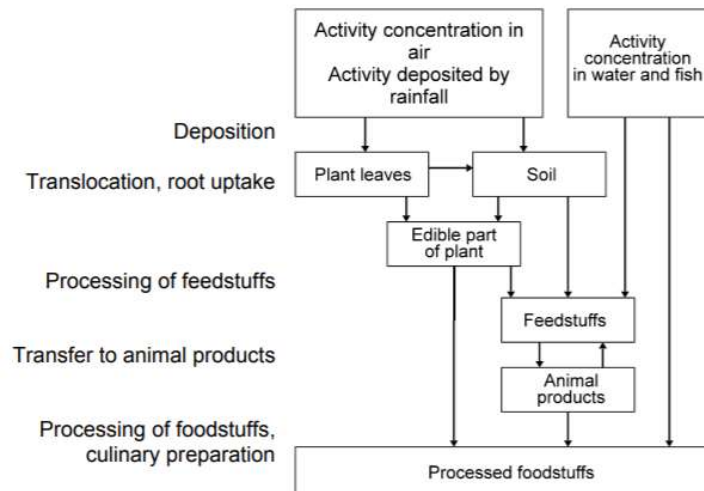 Activity concentration in
air
Activity deposited by
rainfall
Activity
concentration
in water and fish
Deposition
Translocation, root uptake
Plant leaves
Soil
Edible part
of plant
Processing of feedstuffs
Feedstuffs
Transfer to animal products
Animal
products
Processing of foodstuffs,
culinary preparation
Processed foodstuffs